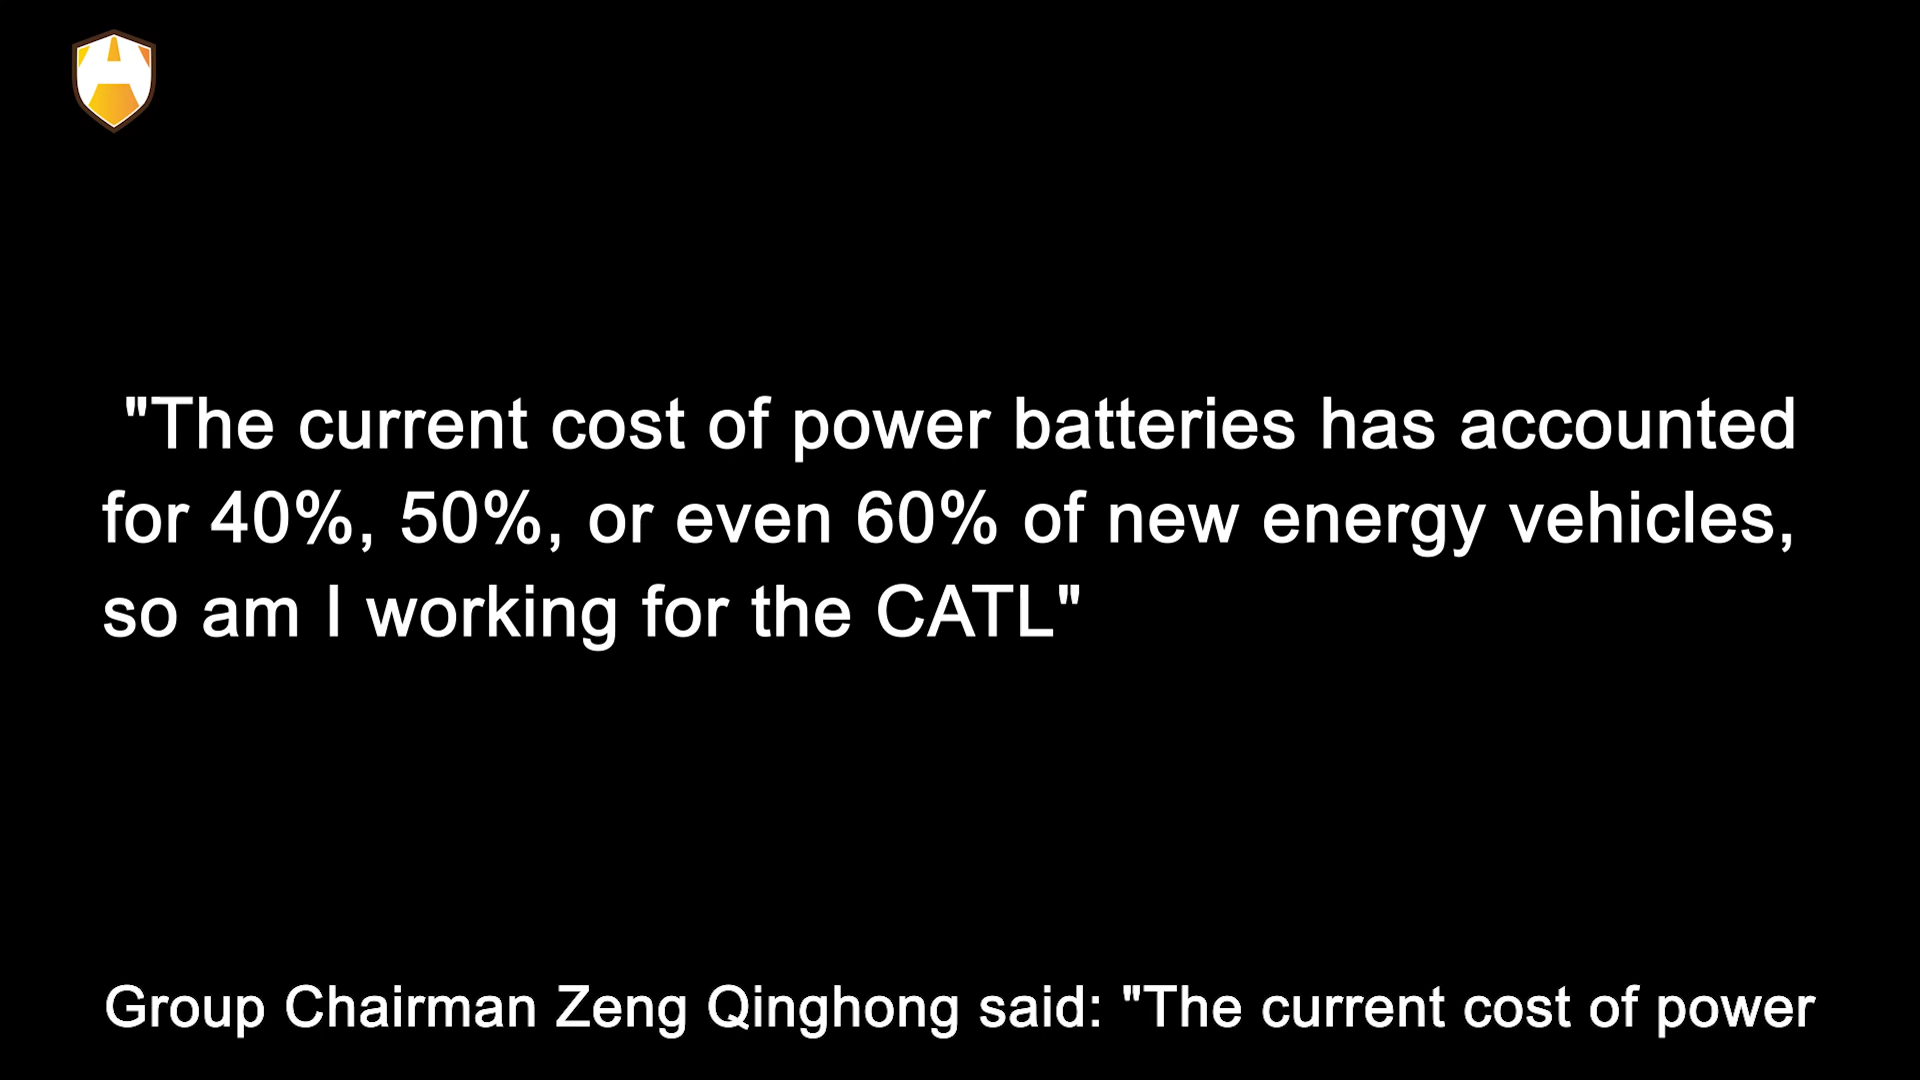 "The current cost of power batteries has accounted
for 40%, 50%, or even 60% of new energy vehicles,
so am I working for the CATL"
Group Chairman Zeng Qinghong said: "The current cost of power